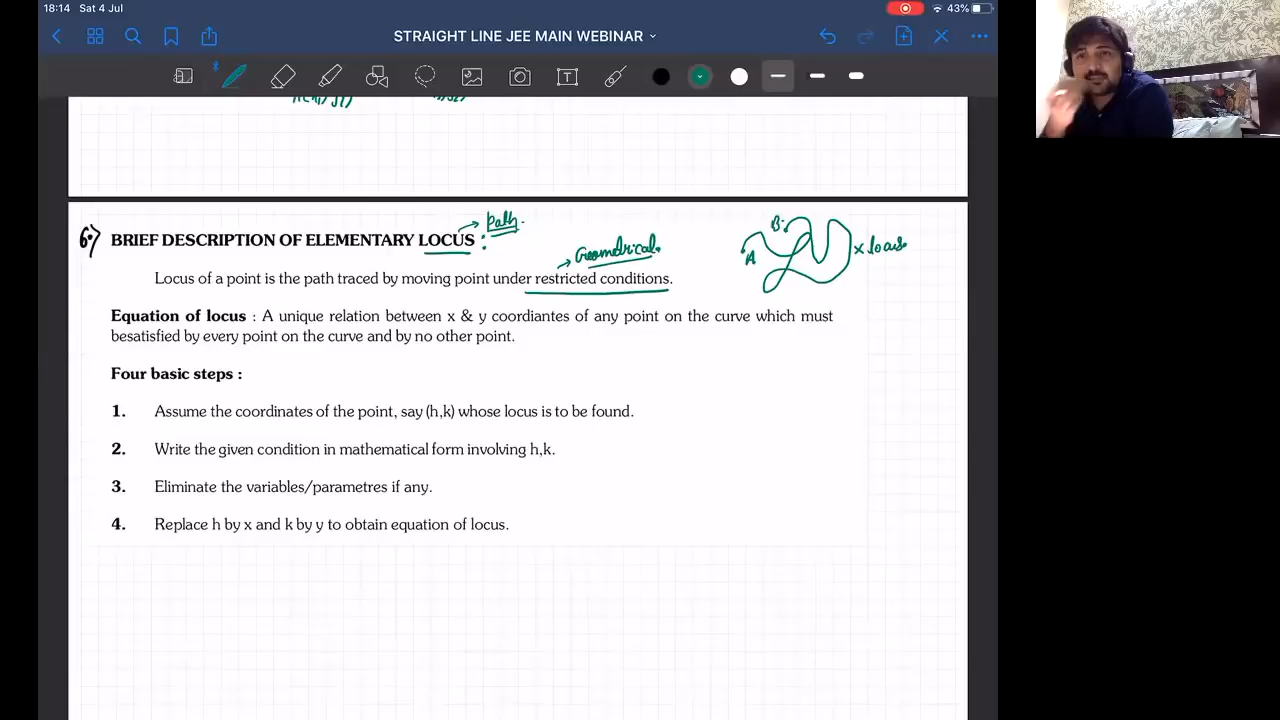 18:14 Sat 4 Jul
43%
STRAIGHT LINE JEE MAIN WEBINAR
T
6.)
BRIEF DESCRIPTION OF ELEMENTARY LOCUS :
→ Path.
→ Geometrical.
A
B
× locus.
Locus of a point is the path traced by moving point under restricted conditions.
Equation of locus : A unique relation between x & y coordiantes of any point on the curve which must
besatisfied by every point on the curve and by no other point.
Four basic steps :
1. Assume the coordinates of the point, say (h,k) whose locus is to be found.
2. Write the given condition in mathematical form involving h,k.
3. Eliminate the variables/parametres if any.
4. Replace h by x and k by y to obtain equation of locus.